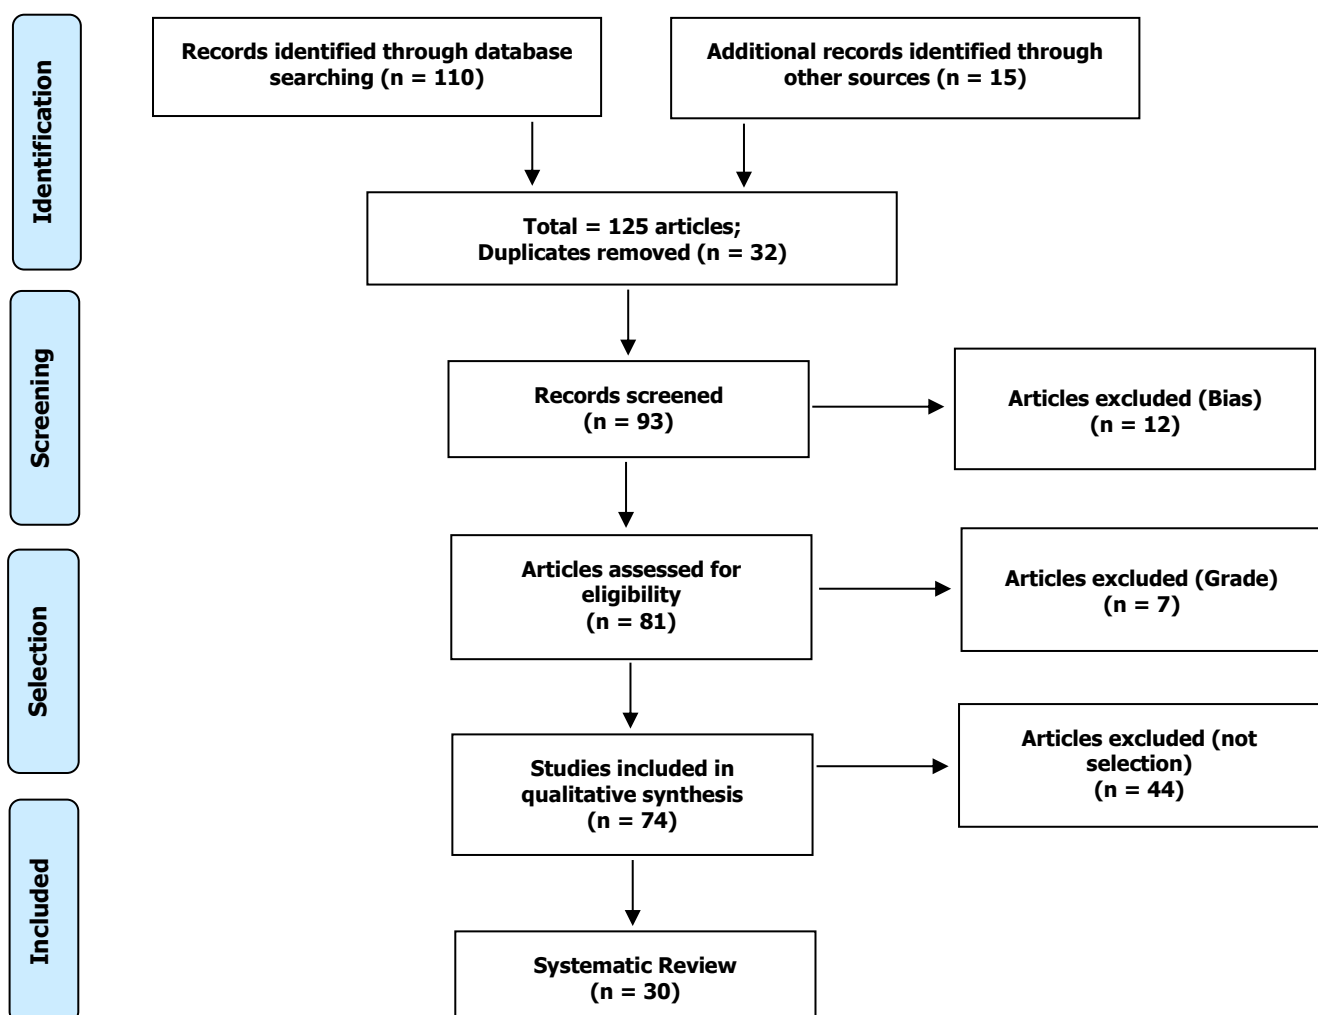 Identification
Records identified through database
searching (n = 110)
Additional records identified through
other sources (n = 15)
Total = 125 articles;
Duplicates removed (n = 32)
Screening
Records screened
(n = 93)
Articles excluded (Bias)
(n = 12)
Selection
Articles assessed for
eligibility
(n = 81)
Articles excluded (Grade)
(n = 7)
Studies included in
qualitative synthesis
(n = 74)
Articles excluded (not
selection)
(n = 44)
Included
Systematic Review
(n = 30)